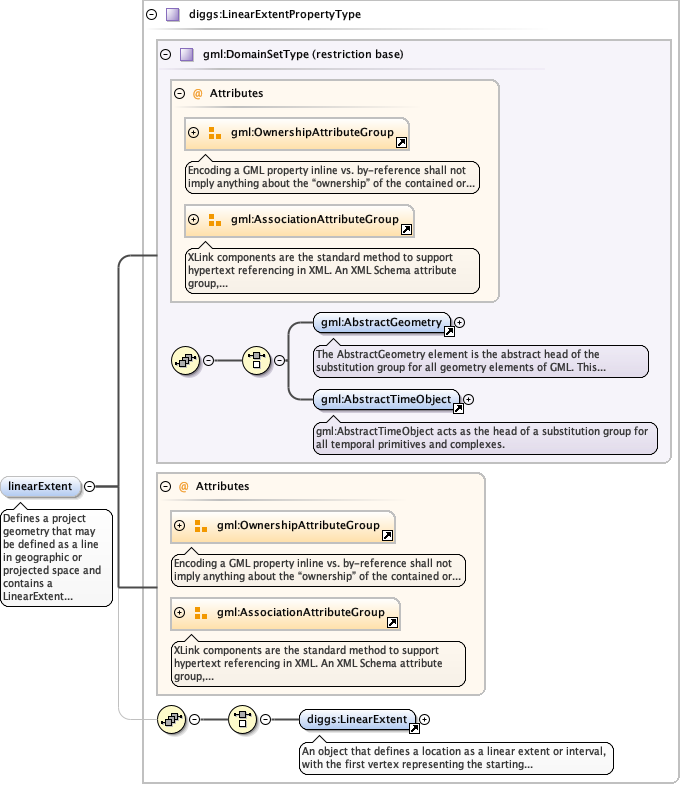 diggs:LinearExtentPropertyType
gml:DomainSetType (restriction base)
@ Attributes
gml:OwnershipAttributeGroup
Encoding a GML property inline vs. by-reference shall not
imply anything about the “ownership” of the contained or...
gml:AssociationAttributeGroup
XLink components are the standard method to support
hypertext referencing in XML. An XML Schema attribute
group,...
gml:AbstractGeometry
The AbstractGeometry element is the abstract head of the
substitution group for all geometry elements of GML. This...
gml:AbstractTimeObject
gml:AbstractTimeObject acts as the head of a substitution group for
all temporal primitives and complexes.
linearExtent
Defines a project
geometry that may
be defined as a line
in geographic or
projected space and
contains a
LinearExtent...
@ Attributes
gml:OwnershipAttributeGroup
Encoding a GML property inline vs. by-reference shall not
imply anything about the “ownership” of the contained or...
gml:AssociationAttributeGroup
XLink components are the standard method to support
hypertext referencing in XML. An XML Schema attribute
group,...
diggs:LinearExtent
An object that defines a location as a linear extent or interval,
with the first vertex representing the starting...